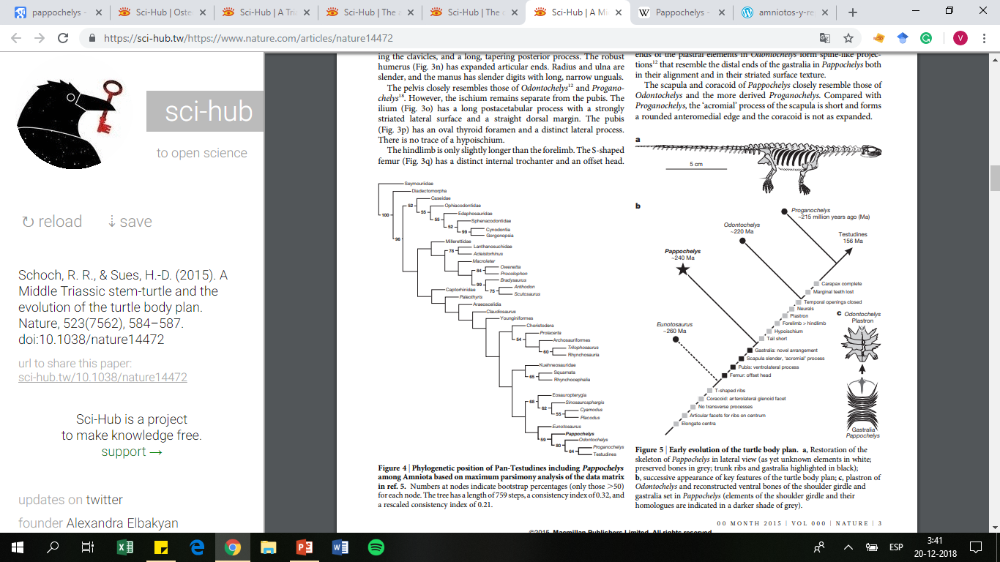 pappochelys -
Sci-Hub | Oste
Sci-Hub | A Tri
Sci-Hub | The
Sci-Hub | The
Sci-Hub | A Mi
Pappochelys -
amniotos-y-re
https://sci-hub.tw/https://www.nature.com/articles/nature14472
V
sci-hub
to open science
reload
save
Schoch, R. R., & Sues, H.-D. (2015). A
Middle Triassic stem-turtle and the
evolution of the turtle body plan.
Nature, 523(7562), 584–587.
doi:10.1038/nature14472
url to share this paper:
sci-hub.tw/10.1038/nature14472
Sci-Hub is a project
to make knowledge free.
support →
updates on twitter
founder Alexandra Elbakyan
ing the clavicles, and a long, tapering posterior process. The robust
humerus (Fig. 3n) has expanded articular ends. Radius and ulna are
slender, and the manus has slender digits with long, narrow unguals.
The pelvis closely resembles those of Odontochelys12 and Progano-
chelys18. However, the ischium remains separate from the pubis. The
ilium (Fig. 3o) has a long postacetabular process with a strongly
striated lateral surface and a straight dorsal margin. The pubis
(Fig. 3p) has an oval thyroid foramen and a distinct lateral process.
There is no trace of a hypoischium.
The hindlimb is only slightly longer than the forelimb. The S-shaped
femur (Fig. 3q) has a distinct internal trochanter and an offset head.
Seymouriidae
Diadectomorpha
Caseidae
52
Ophiacodontidae
55
Edaphosauridae
100
55
Sphenacodontidae
52
Cynodontia
99
Gorgonopsia
96
Millerettidae
Lanthanosuchidae
78
Acleistorhinus
Macroleter
Owenetta
84
Procolophon
Bradysaurus
99
Anthodon
75
Scutosaurus
Captorhinidae
Paleothyris
Araeoscelidia
Claudiosaurus
Younginiformes
Choristodera
Prolacerta
54
Archosauriformes
Trilophosaurus
60
Rhynchosauria
Kuehneosauridae
Squamata
65
Rhynchocephalia
Eosauropterygia
68
Sinosaurosphargis
62
Cyamodus
55
Placodus
Eunotosaurus
Pappochelys
59
Odontochelys
80
Proganochelys
64
Testudines
Figure 4 | Phylogenetic position of Pan-Testudines including Pappochelys
among Amniota based on maximum parsimony analysis of the data matrix
in ref. 5. Numbers at nodes indicate bootstrap percentages (only those >50)
for each node. The tree has a length of 759 steps, a consistency index of 0.32, and
a rescaled consistency index of 0.21.
ends of the plastral elements in Odontochelys form spine-like projec-
tions12 that resemble the distal ends of the gastralia in Pappochelys both
in their alignment and in their striated surface texture.
The scapula and coracoid of Pappochelys closely resemble those of
Odontochelys and the more derived Proganochelys. Compared with
Proganochelys, the 'acromial' process of the scapula is short and forms
a rounded anteromedial edge and the coracoid is not as expanded.
a
5 cm
b
Proganochelys
~215 million years ago (Ma)
Odontochelys
~220 Ma
Testudines
156 Ma
Pappochelys
~240 Ma
Carapax complete
Marginal teeth lost
Temporal openings closed
Neurals
Plastron
Forelimb > hindlimb
Hypoischium
Tail short
c
Odontochelys
Plastron
Eunotosaurus
~260 Ma
Gastralia: novel arrangement
Scapula slender, 'acromial' process
Pubis: ventrolateral process
Femur: offset head
T-shaped ribs
Coracoid: anterolateral glenoid facet
No transverse processes
Articular facets for ribs on centrum
Elongate centra
Gastralia
Pappochelys
Figure 5 | Early evolution of the turtle body plan. a, Restoration of the
skeleton of Pappochelys in lateral view (as yet unknown elements in white;
preserved bones in grey; trunk ribs and gastralia highlighted in black);
b, successive appearance of key features of the turtle body plan; c, plastron of
Odontochelys and reconstructed ventral bones of the shoulder girdle and
gastralia set in Pappochelys (elements of the shoulder girdle and their
homologues are indicated in a darker shade of grey).
00 MONTH 2015 | VOL 000 | NATURE | 3
©2015 Macmillan Publishers Limited. All rights reserved
ESP
3:41
20-12-2018